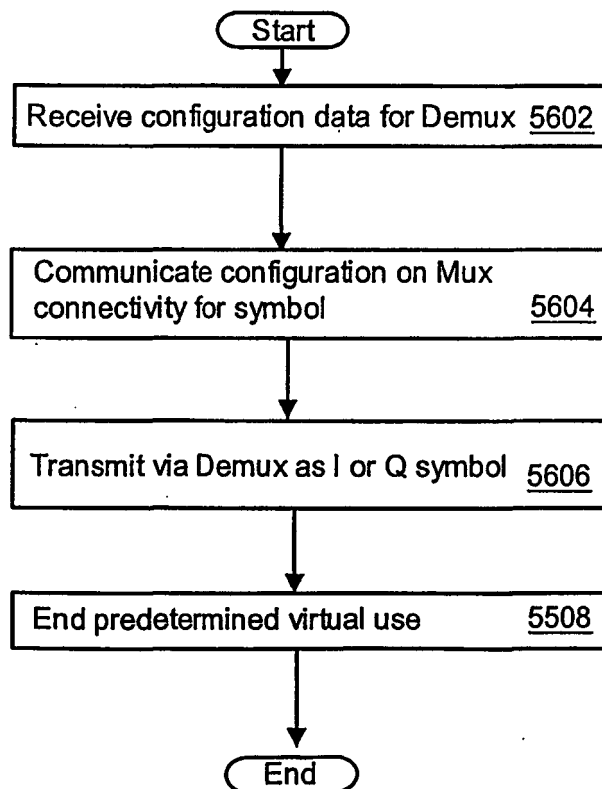 Start
Receive configuration data for Demux 5602
Communicate configuration on Mux
connectivity for symbol 5604
Transmit via Demux as I or Q symbol 5606
End predetermined virtual use 5508
End